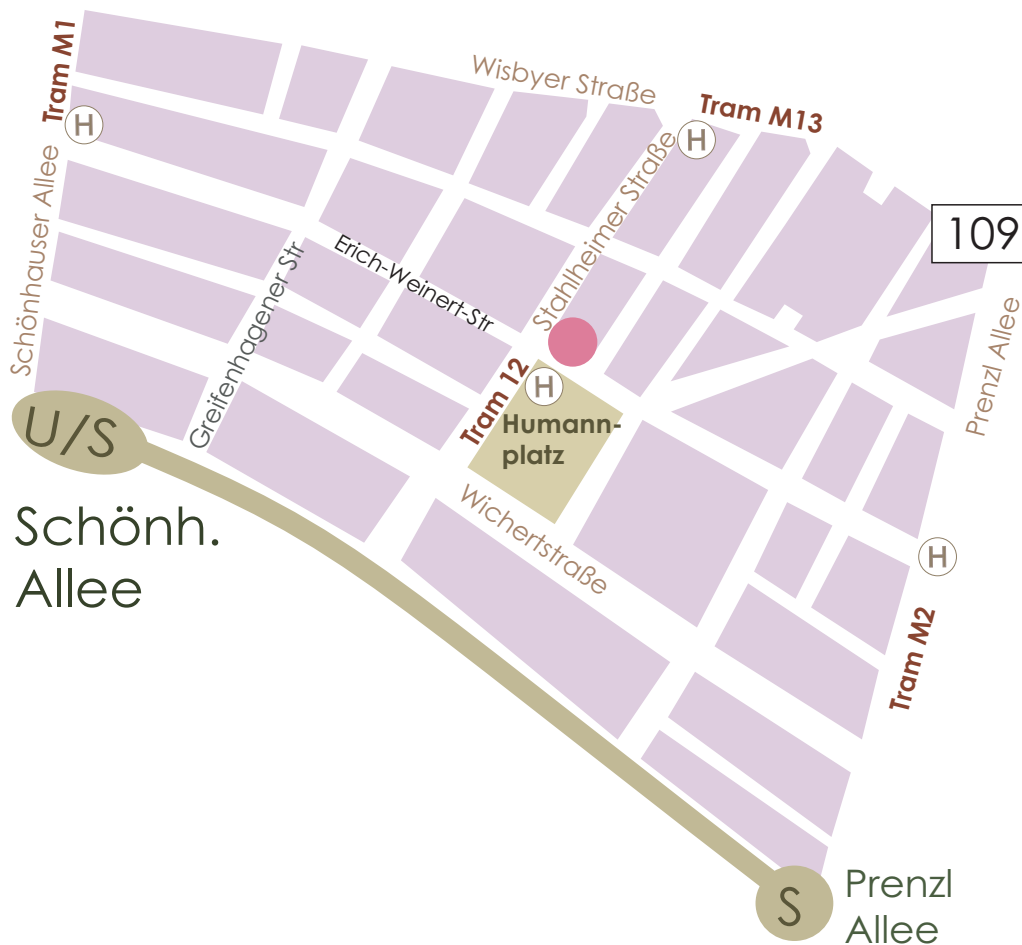 Tram M1
H
Schönhauser Allee
Wisbyer Straße
Tram M13
H
Stahlheimer Straße
109
Erich-Weinert-Str
Greifenhagener Str
Prenzl Allee
Tram 12
H
Humann-
platz
U/S
Schönh.
Allee
Wichertstraße
H
Tram M2
S
Prenzl
Allee